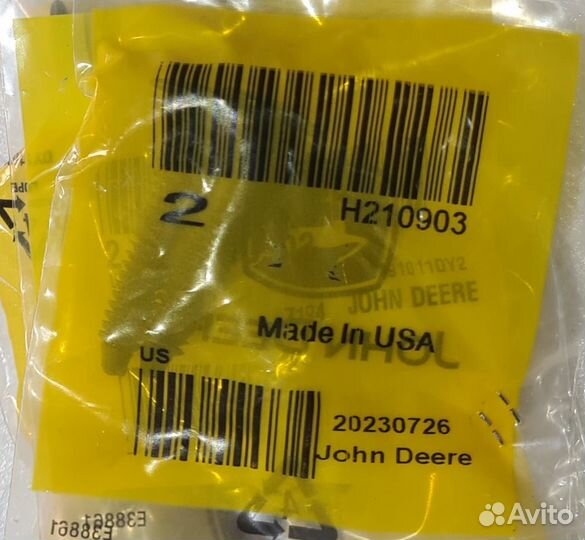 2 H210903
JOHN DEERE
Made In USA
US
20230726
John Deere
E38861
E38861
Avito